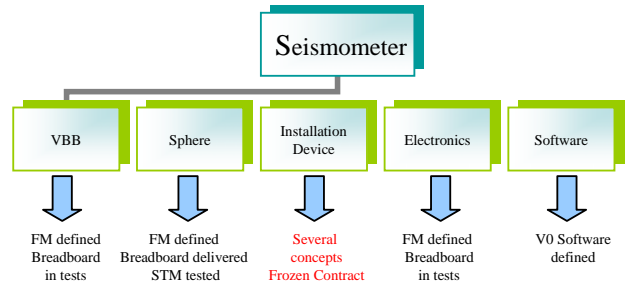 Seismometer
VBB
Sphere
Installation
Device
Electronics
Software
FM defined
Breadboard
in tests
FM defined
Breadboard delivered
STM tested
Several
concepts
Frozen Contract
FM defined
Breadboard
in tests
V0 Software
defined